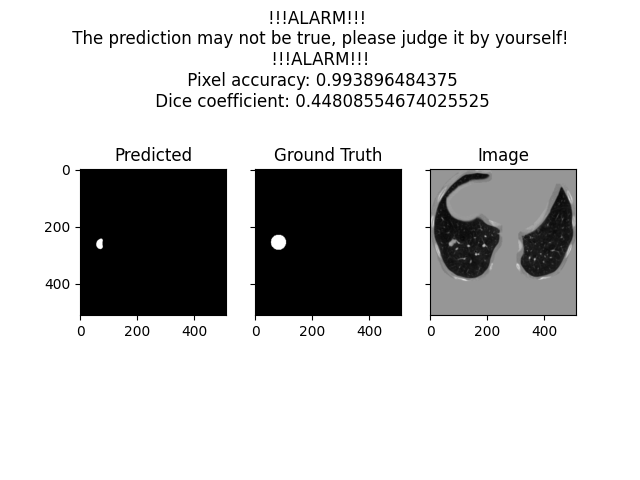 !!!ALARM!!!
The prediction may not be true, please judge it by yourself!
!!!ALARM!!!
Pixel accuracy: 0.993896484375
Dice coefficient: 0.44808554674025525
Predicted
Ground Truth
Image
0
200
400
0 200 400
0 200 400
0 200 400